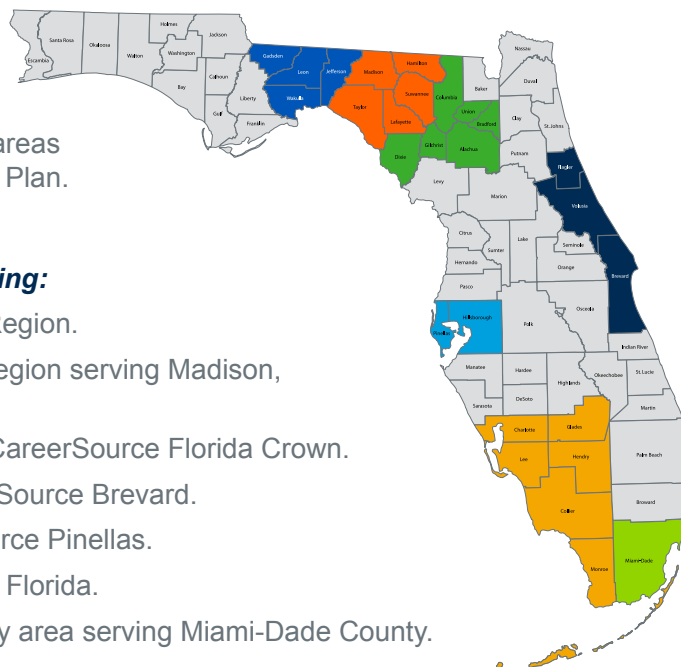 areas
Plan.
ing:
Region.
egion serving Madison,
CareerSource Florida Crown.
Source Brevard.
rce Pinellas.
Florida.
y area serving Miami-Dade County.
Escambia
Santa Rosa
Okaloosa
Walton
Holmes
Washington
Jackson
Bay
Calhoun
Gulf
Liberty
Franklin
Gadsden
Leon
Wakulla
Jefferson
Madison
Hamilton
Taylor
Suwannee
Lafayette
Columbia
Baker
Union
Bradford
Gilchrist
Alachua
Dixie
Nassau
Duval
Clay
St. Johns
Putnam
Flagler
Levy
Marion
Volusia
Citrus
Sumter
Lake
Seminole
Hernando
Orange
Brevard
Pasco
Osceola
Pinellas
Hillsborough
Polk
Indian River
Manatee
Hardee
Highlands
Okeechobee
St. Lucie
Sarasota
DeSoto
Martin
Charlotte
Glades
Lee
Hendry
Palm Beach
Collier
Broward
Monroe
Miami-Dade